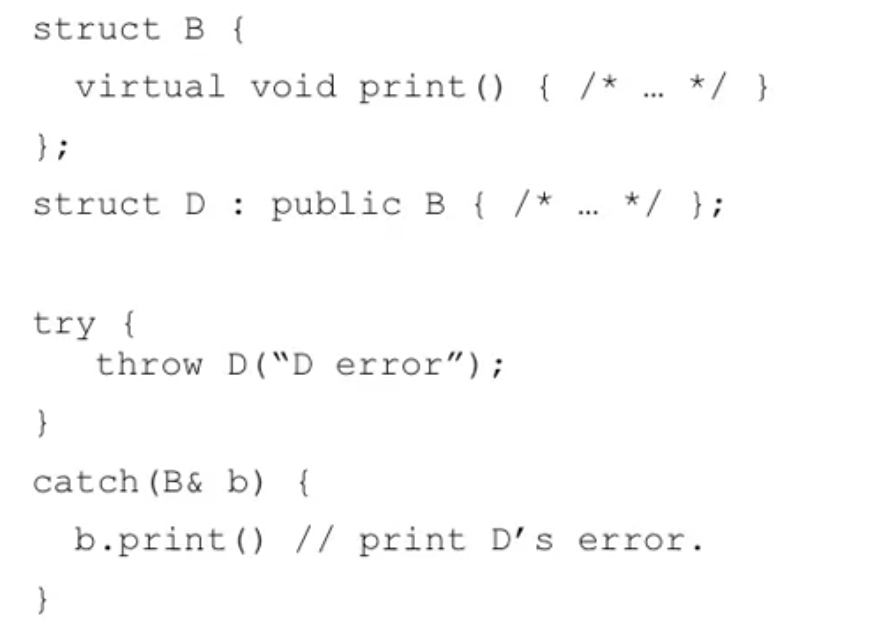 struct B {
virtual void print() { /* … */ }
};
struct D : public B { /* … */ };
try {
throw D(“D error”);
}
catch(B& b) {
b.print() // print D’s error.
}